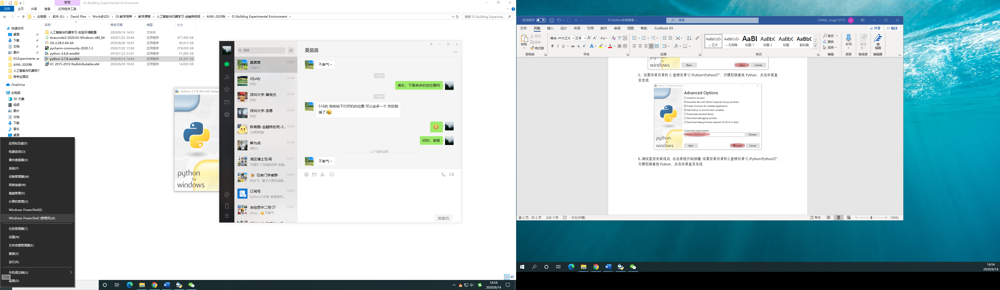 管理
01.Building Experimental Environment
文件
主页
共享
查看
应用程序工具
此电脑 › 软件 (E:) › David Files › Work@SZU › 03.教学培养 › 教学课程 › 人工智能与机器学习-金融特色班 › AIML-2020秋 › 01.Building Experimental Environment ›
搜索"01.Building Experime...
名称
修改日期
类型
大小
人工智能与机器学习-实验环境配置 2020/9/14 14:53 文件夹
Anaconda3-2020.02-Windows-x86_64 2020/7/22 20:04 应用程序 477,450 KB
Git-2.28.0-64-bit 2020/8/30 16:55 应用程序 49,913 KB
pycharm-community-2020.1.3 2020/7/22 17:06 应用程序 278,650 KB
python-3.6.8-amd64 2019/11/3 21:41 应用程序 31,085 KB
python-3.7.8-amd64 2020/9/14 14:44 应用程序 26,361 KB
VC 2015-2019 Redistributable.x64 2020/8/30 19:20 应用程序 14,650 KB
快速访问
桌面
下载
文档
图片
03.Experiments ar
AIML-2020秋
人工智能与机器学习
微专业面试
OneDrive
此电脑
3D 对象
视频
图片
文档
下载
音乐
桌面
应用和功能(F)
电源选项(O)
事件查看器(V)
系统(Y)
设备管理器(M)
网络连接(W)
磁盘管理(K)
计算机管理(G)
Windows PowerShell(I)
Windows PowerShell (管理员)(A)
任务管理器(T)
设置(N)
文件资源管理器(E)
搜索(S)
运行(R)
关机或注销(U)
开始
桌面(D)
Python 3.7.8 (64-bit) Setup
python
for
windows
搜索
莫茵茵 14:50
不客气~
ztjudy 14:38
好的
深圳大学-黄俊杰 14:38
好的
深圳大学-李勇 14:30
好的
陈喜鹏-金融特色班-2... 14:28
[动画表情]
解为成 14:16
[图片]
湾区博士范·局 14:11
石库门学者群 14:09
张志飞: 量子计算和粗糙...
订阅号 14:00
Python大本营: 都是程序...
吉纽思中二班 13:37
Anny: 不客气
莫茵茵
不客气~
14:24
美女，下面有多的空位置吗
14:40
516的 我收拾下打印机的位置 可以坐多一个 然后就
满了
好的，谢谢
以下是新消息
不客气~
发送(S)
14:54
2020/9/14
自动保存 关
01.Python安装指南
搜索
LIANG, yingyi [ITC]
LY
文件 开始 插入 设计 布局 引用 邮件 审阅 视图 帮助 EndNote X9
共享
批注
粘贴
剪切
复制
格式刷
剪贴板
等线 (中文正文 五号
字体
段落
AaBbCcDi AaBbCcDi AaBl AaBbC AaBbC AaBbC
正文 无间隔 标题 1 标题 2 标题 副标题
样式
查找
替换
选择
编辑
听写
语音
敏感性
敏感度
编辑器
编辑器
python
for
windows
Back
Next
Cancel
5、设置安装目录到 C 盘根目录"C:\Python\Python37"，方便后续查找 Python，点击安装直
至完成.
Python 3.7.8 (64-bit) Setup
Advanced Options
Install for all users
Associate files with Python (requires the py launcher)
Create shortcuts for installed applications
Add Python to environment variables
Precompile standard library
Download debugging symbols
Download debug binaries (requires VS 2015 or later)
Customize install location
C:\Python\Python37
Browse
python
for
windows
Back
Install
Cancel
6、测试是否安装成功. 右击系统开始按键, 设置安装目录到 C 盘根目录"C:\Python\Python37",
方便后续查找 Python，点击安装直至完成.
第 2 页，共 2 页 208 个字 中文(中国)
专注
100%
14:54
2020/9/14